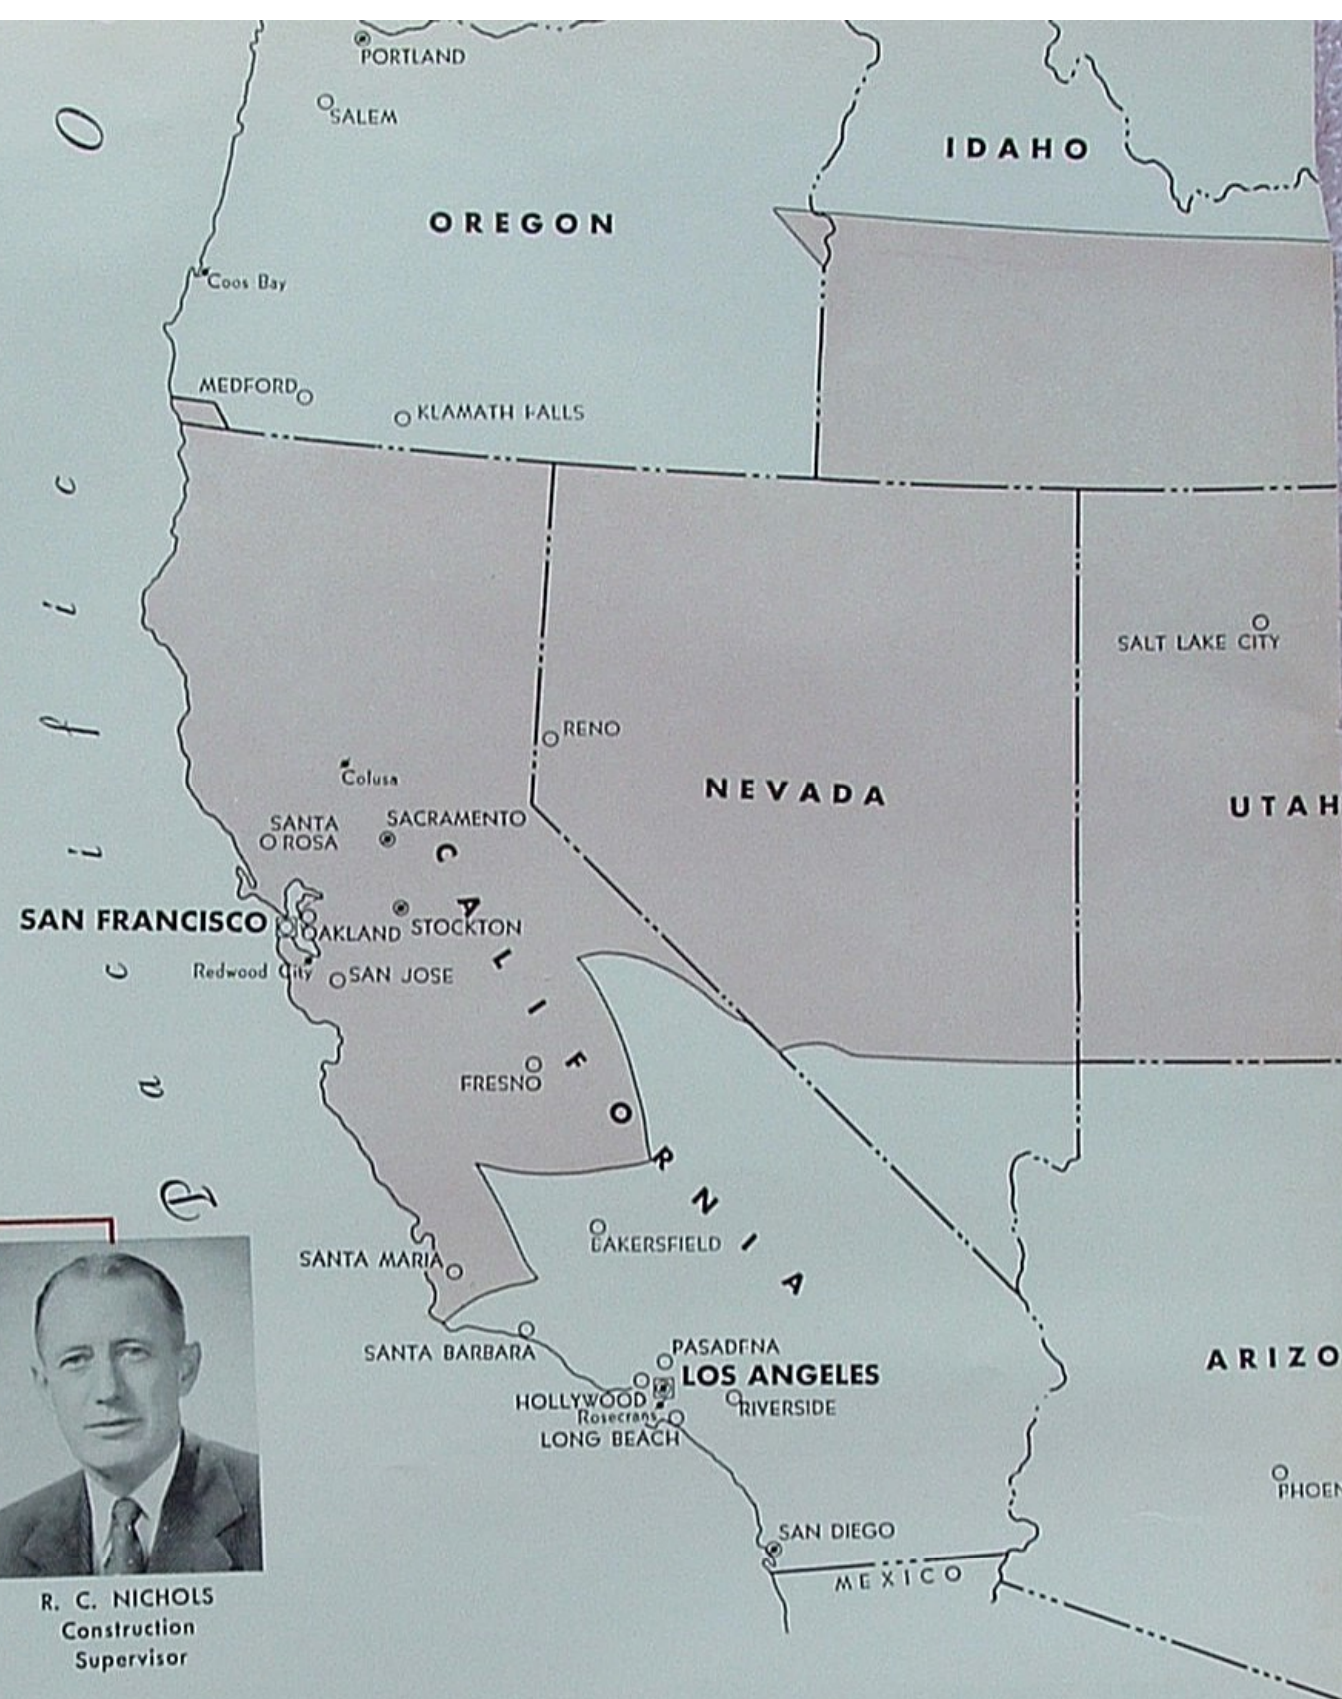 PORTLAND
SALEM
IDAHO
OREGON
Coos Bay
MEDFORD
KLAMATH FALLS
SALT LAKE CITY
RENO
NEVADA
UTAH
Colusa
SANTA ROSA
SACRAMENTO
SAN FRANCISCO
OAKLAND
STOCKTON
Redwood City
SAN JOSE
CALIFORNIA
FRESNO
Pacific
O
BAKERSFIELD
SANTA MARIA
SANTA BARBARA
PASADENA
LOS ANGELES
HOLLYWOOD
RIVERSIDE
Rosecrans
LONG BEACH
ARIZO
PHOEN
SAN DIEGO
MEXICO
R. C. NICHOLS
Construction
Supervisor